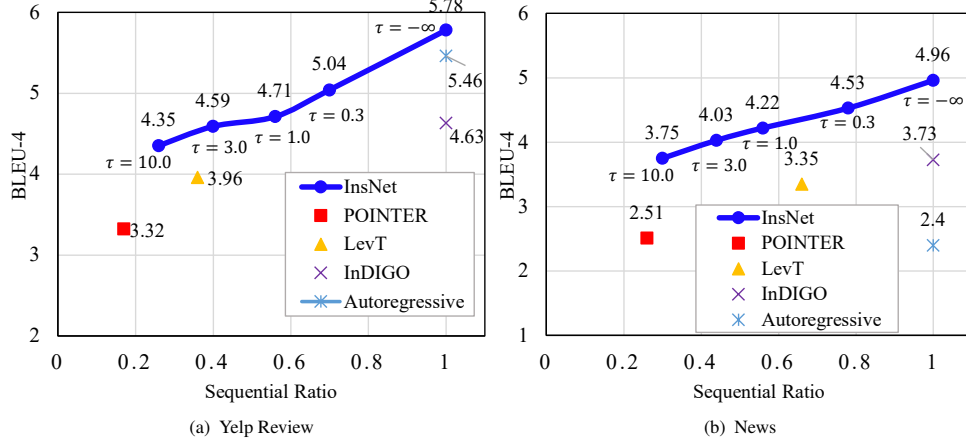 6
5
4
3
2
BLEU-4
0
0.2
0.4
0.6
0.8
1
Sequential Ratio
4.35
4.59
4.71
5.04
5.78
τ = 10.0
τ = 3.0
τ = 1.0
τ = 0.3
τ = −∞
5.46
4.63
3.96
3.32
InsNet
POINTER
LevT
InDIGO
Autoregressive
(a) Yelp Review
6
5
4
3
2
1
BLEU-4
0
0.2
0.4
0.6
0.8
1
Sequential Ratio
3.75
4.03
4.22
4.53
4.96
τ = 10.0
τ = 3.0
τ = 1.0
τ = 0.3
τ = −∞
3.73
3.35
2.51
2.4
InsNet
POINTER
LevT
InDIGO
Autoregressive
(b) News